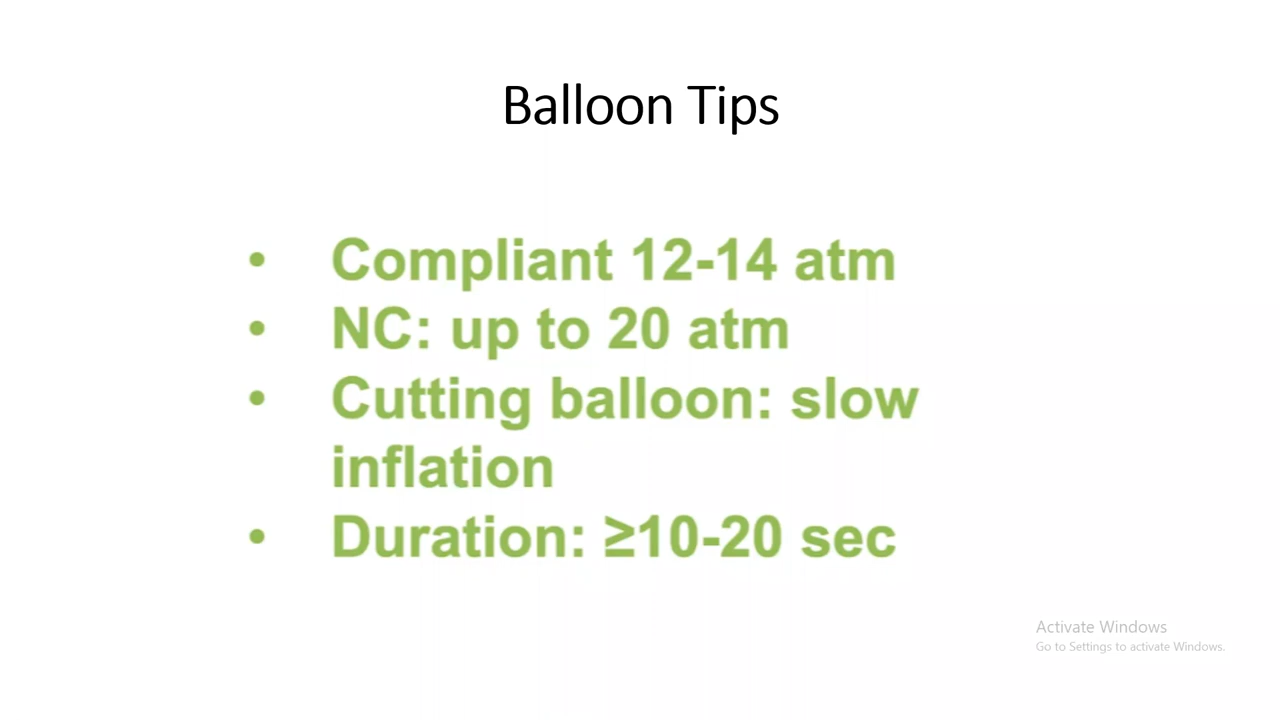 Balloon Tips
• Compliant 12-14 atm
• NC: up to 20 atm
• Cutting balloon: slow
inflation
• Duration: ≥10-20 sec
Activate Windows
Go to Settings to activate Windows.